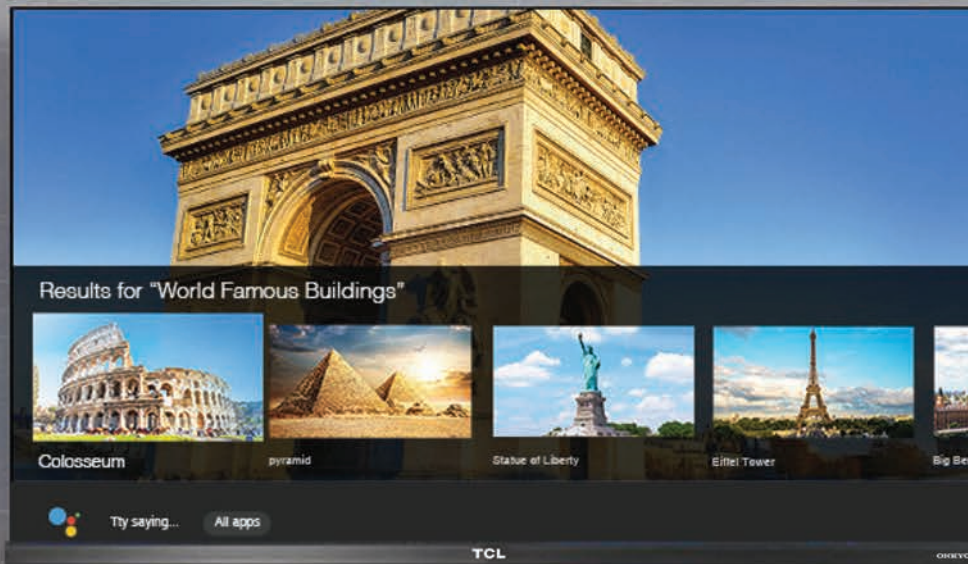 Results for “World Famous Buildings”
Colosseum
pyramid
Statue of Liberty
Eiffel Tower
Big Be
Tty saying...
All apps
TCL
ONKYO